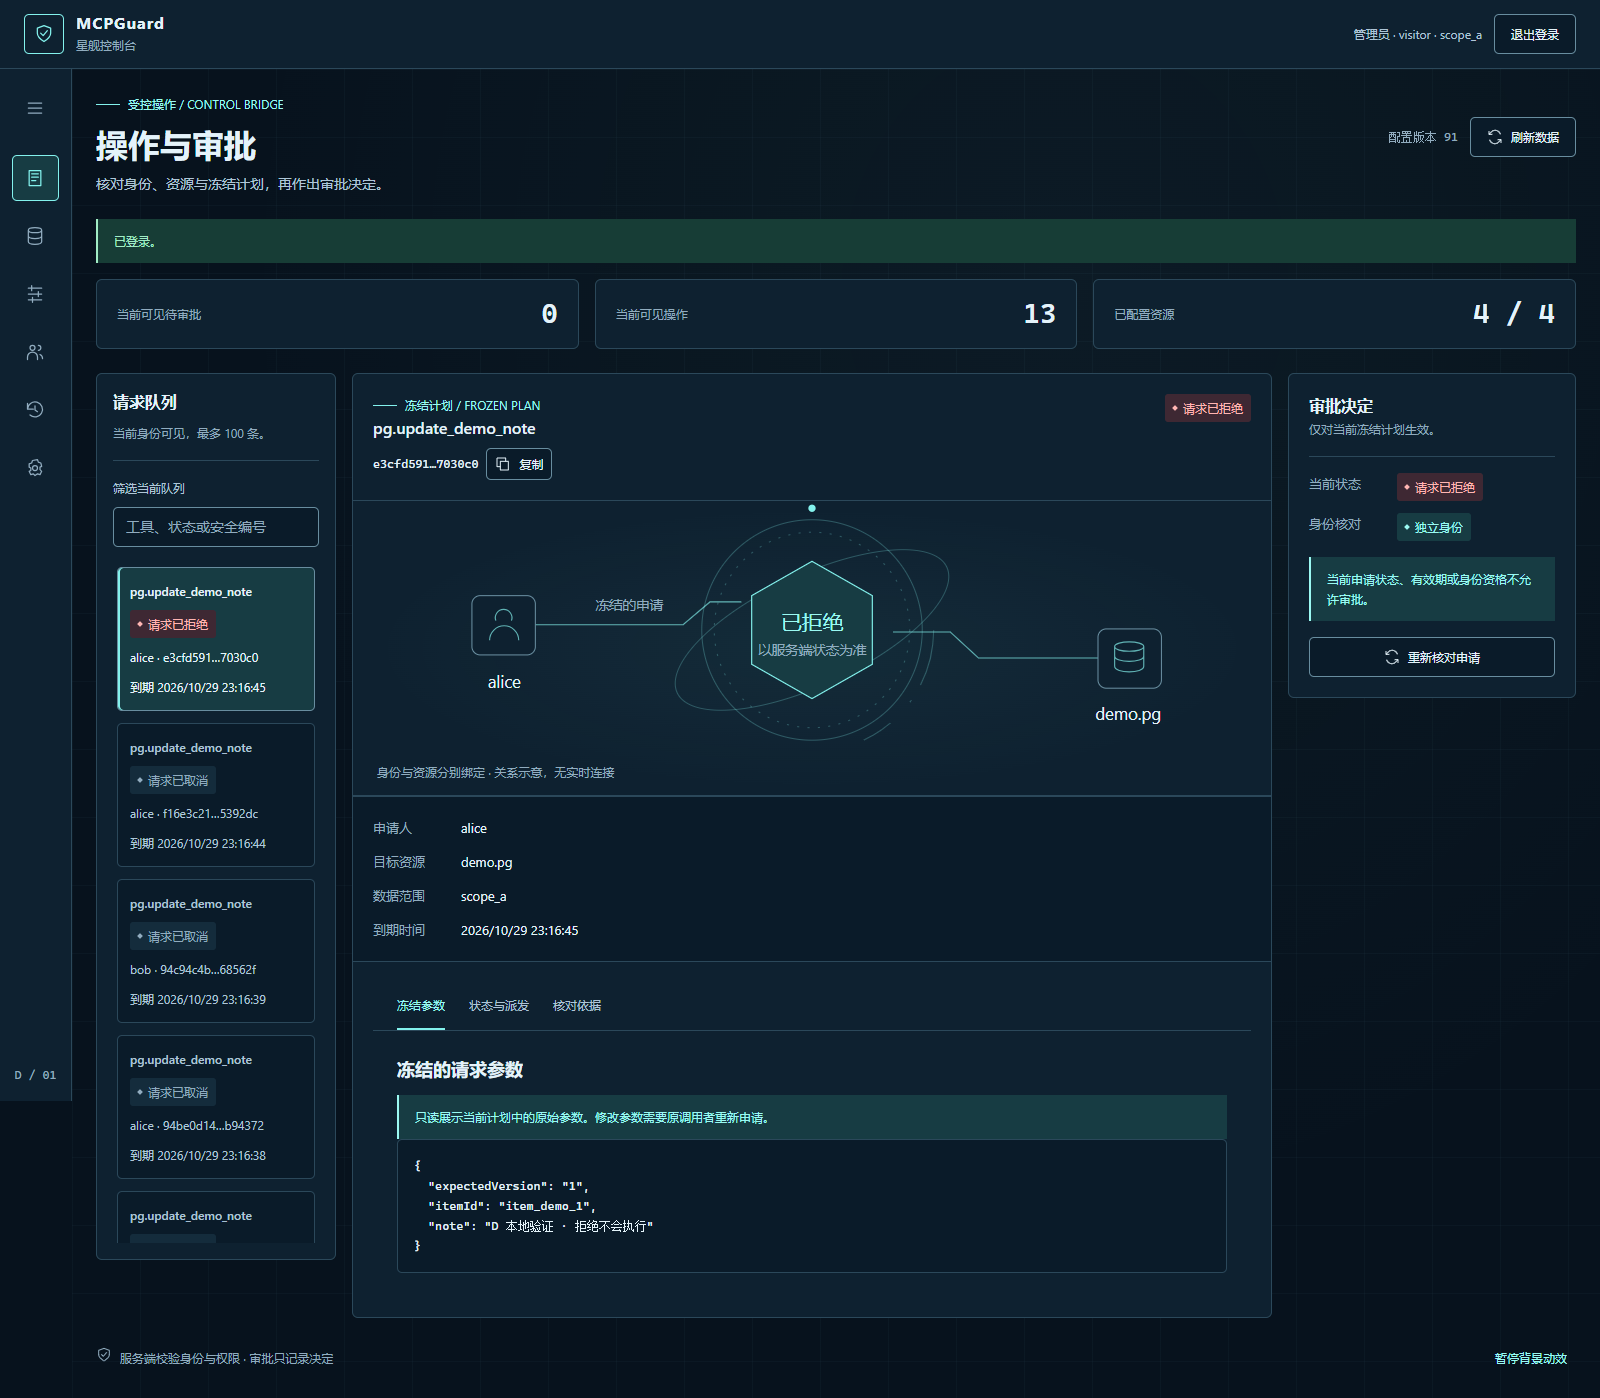 MCPGuard
星舰控制台
管理员 · visitor · scope_a
退出登录
受控操作 / CONTROL BRIDGE
操作与审批
核对身份、资源与冻结计划，再作出审批决定。
配置版本 91
刷新数据
已登录。
当前可见待审批
0
当前可见操作
13
已配置资源
4 / 4
请求队列
当前身份可见，最多 100 条。
筛选当前队列
工具、状态或安全编号
pg.update_demo_note
请求已拒绝
alice · e3cfd591…7030c0
到期 2026/10/29 23:16:45
pg.update_demo_note
请求已取消
alice · f16e3c21…5392dc
到期 2026/10/29 23:16:44
pg.update_demo_note
请求已取消
bob · 94c94c4b…68562f
到期 2026/10/29 23:16:39
pg.update_demo_note
请求已取消
alice · 94be0d14…b94372
到期 2026/10/29 23:16:38
pg.update_demo_note
D / 01
冻结计划 / FROZEN PLAN
pg.update_demo_note
e3cfd591…7030c0
复制
请求已拒绝
冻结的申请
alice
已拒绝
以服务端状态为准
demo.pg
身份与资源分别绑定 · 关系示意，无实时连接
申请人 alice
目标资源 demo.pg
数据范围 scope_a
到期时间 2026/10/29 23:16:45
冻结参数 状态与派发 核对依据
冻结的请求参数
只读展示当前计划中的原始参数。修改参数需要原调用者重新申请。
{
"expectedVersion": "1",
"itemId": "item_demo_1",
"note": "D 本地验证 · 拒绝不会执行"
}
审批决定
仅对当前冻结计划生效。
当前状态 请求已拒绝
身份核对 独立身份
当前申请状态、有效期或身份资格不允
许审批。
重新核对申请
服务端校验身份与权限 · 审批只记录决定
暂停背景动效